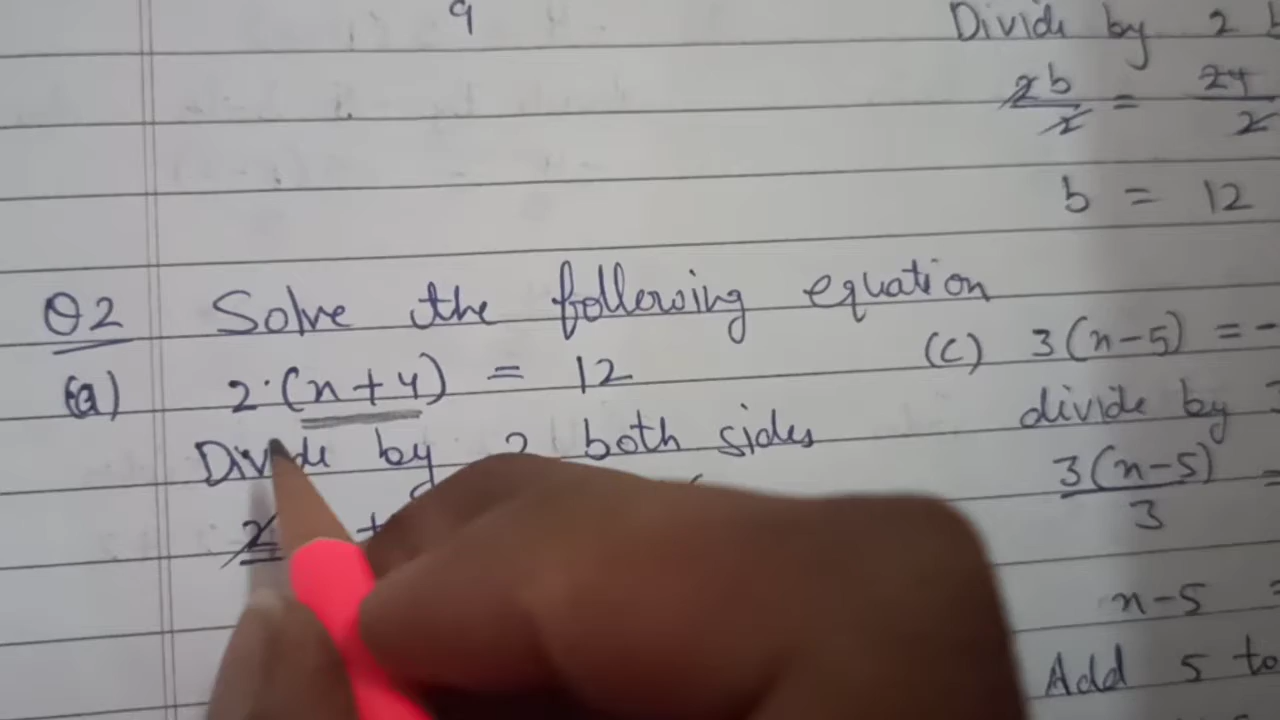 9
Divide by 2
2b/2 = 24/2
b = 12
Q2 Solve the following equation
(a) 2·(n+4) = 12
Divide by 2 both sides
2
(c) 3(n-5) = -
divide by
3(n-5)/3 =
n-5 =
Add 5 to